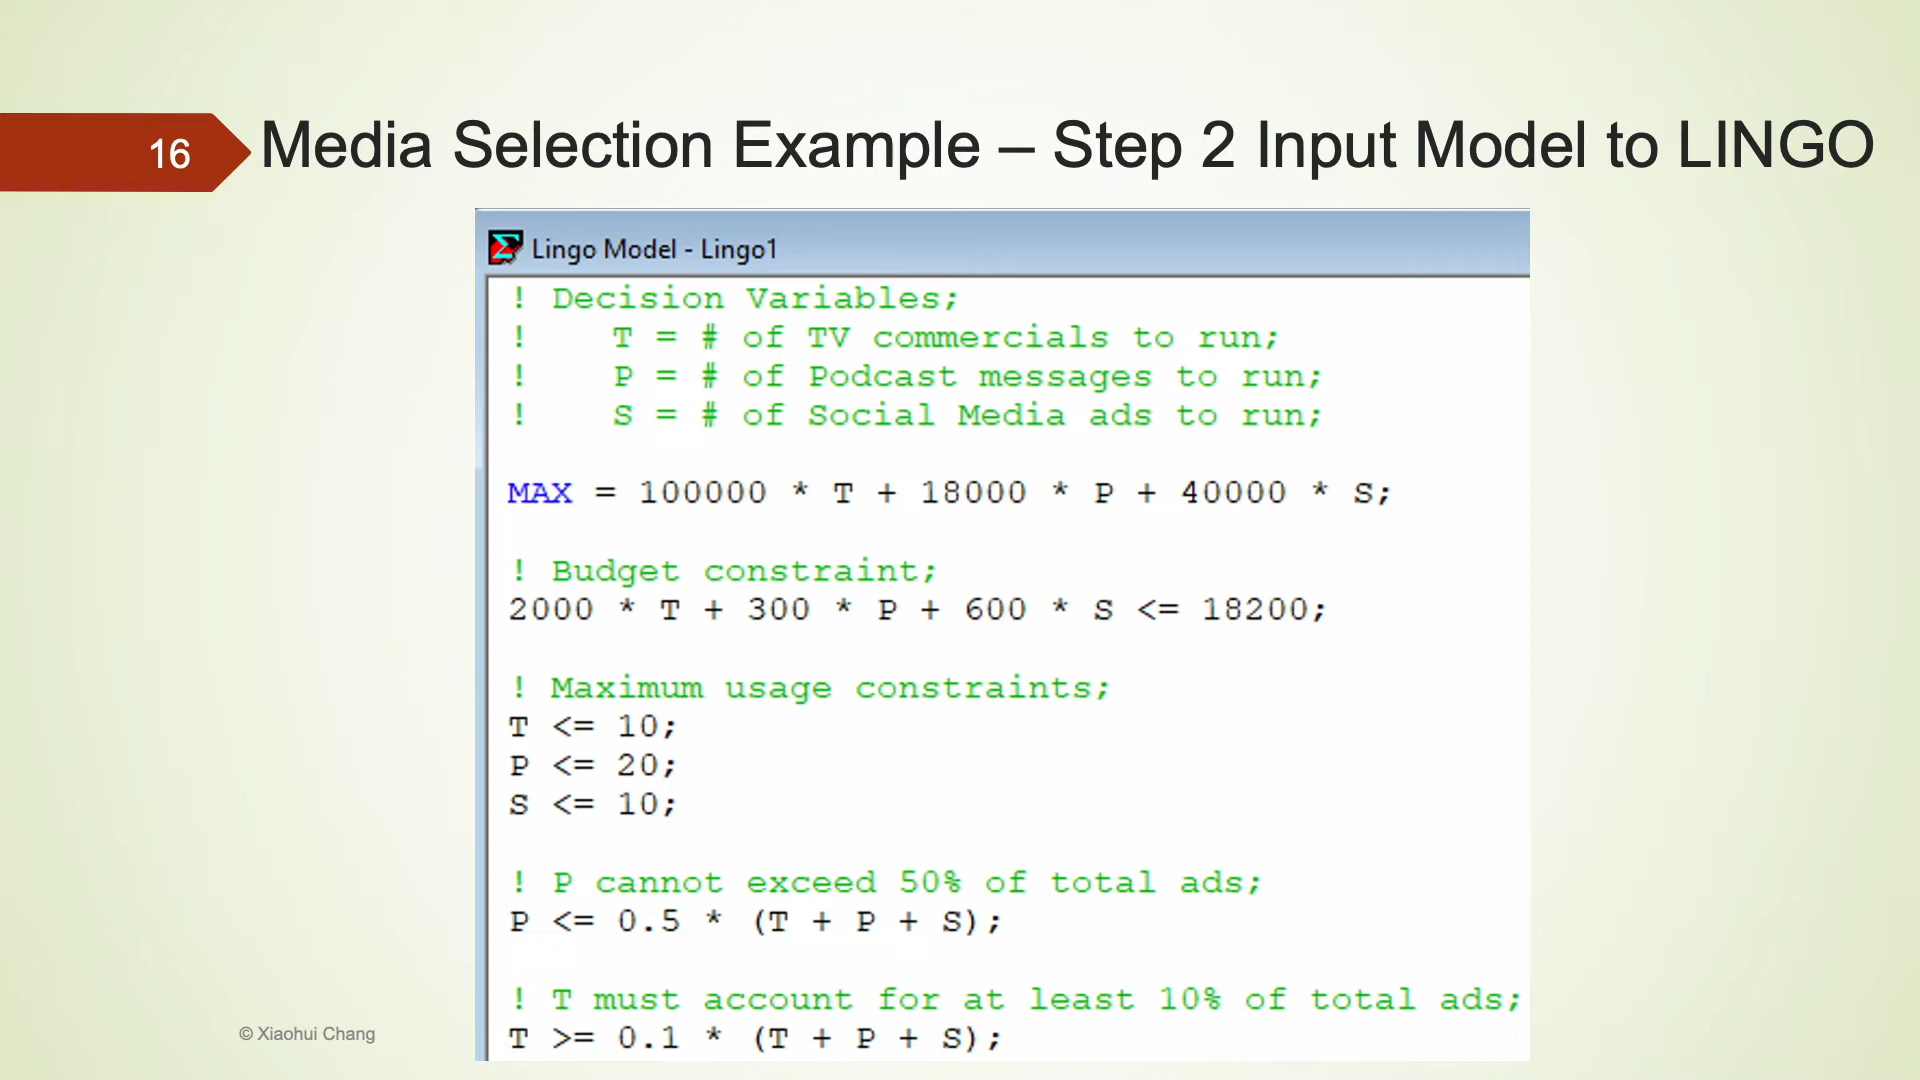 16
Media Selection Example – Step 2 Input Model to LINGO
Lingo Model - Lingo1
! Decision Variables;
! T = # of TV commercials to run;
! P = # of Podcast messages to run;
! S = # of Social Media ads to run;
MAX = 100000 * T + 18000 * P + 40000 * S;
! Budget constraint;
2000 * T + 300 * P + 600 * S <= 18200;
! Maximum usage constraints;
T <= 10;
P <= 20;
S <= 10;
! P cannot exceed 50% of total ads;
P <= 0.5 * (T + P + S);
! T must account for at least 10% of total ads;
T >= 0.1 * (T + P + S);
© Xiaohui Chang